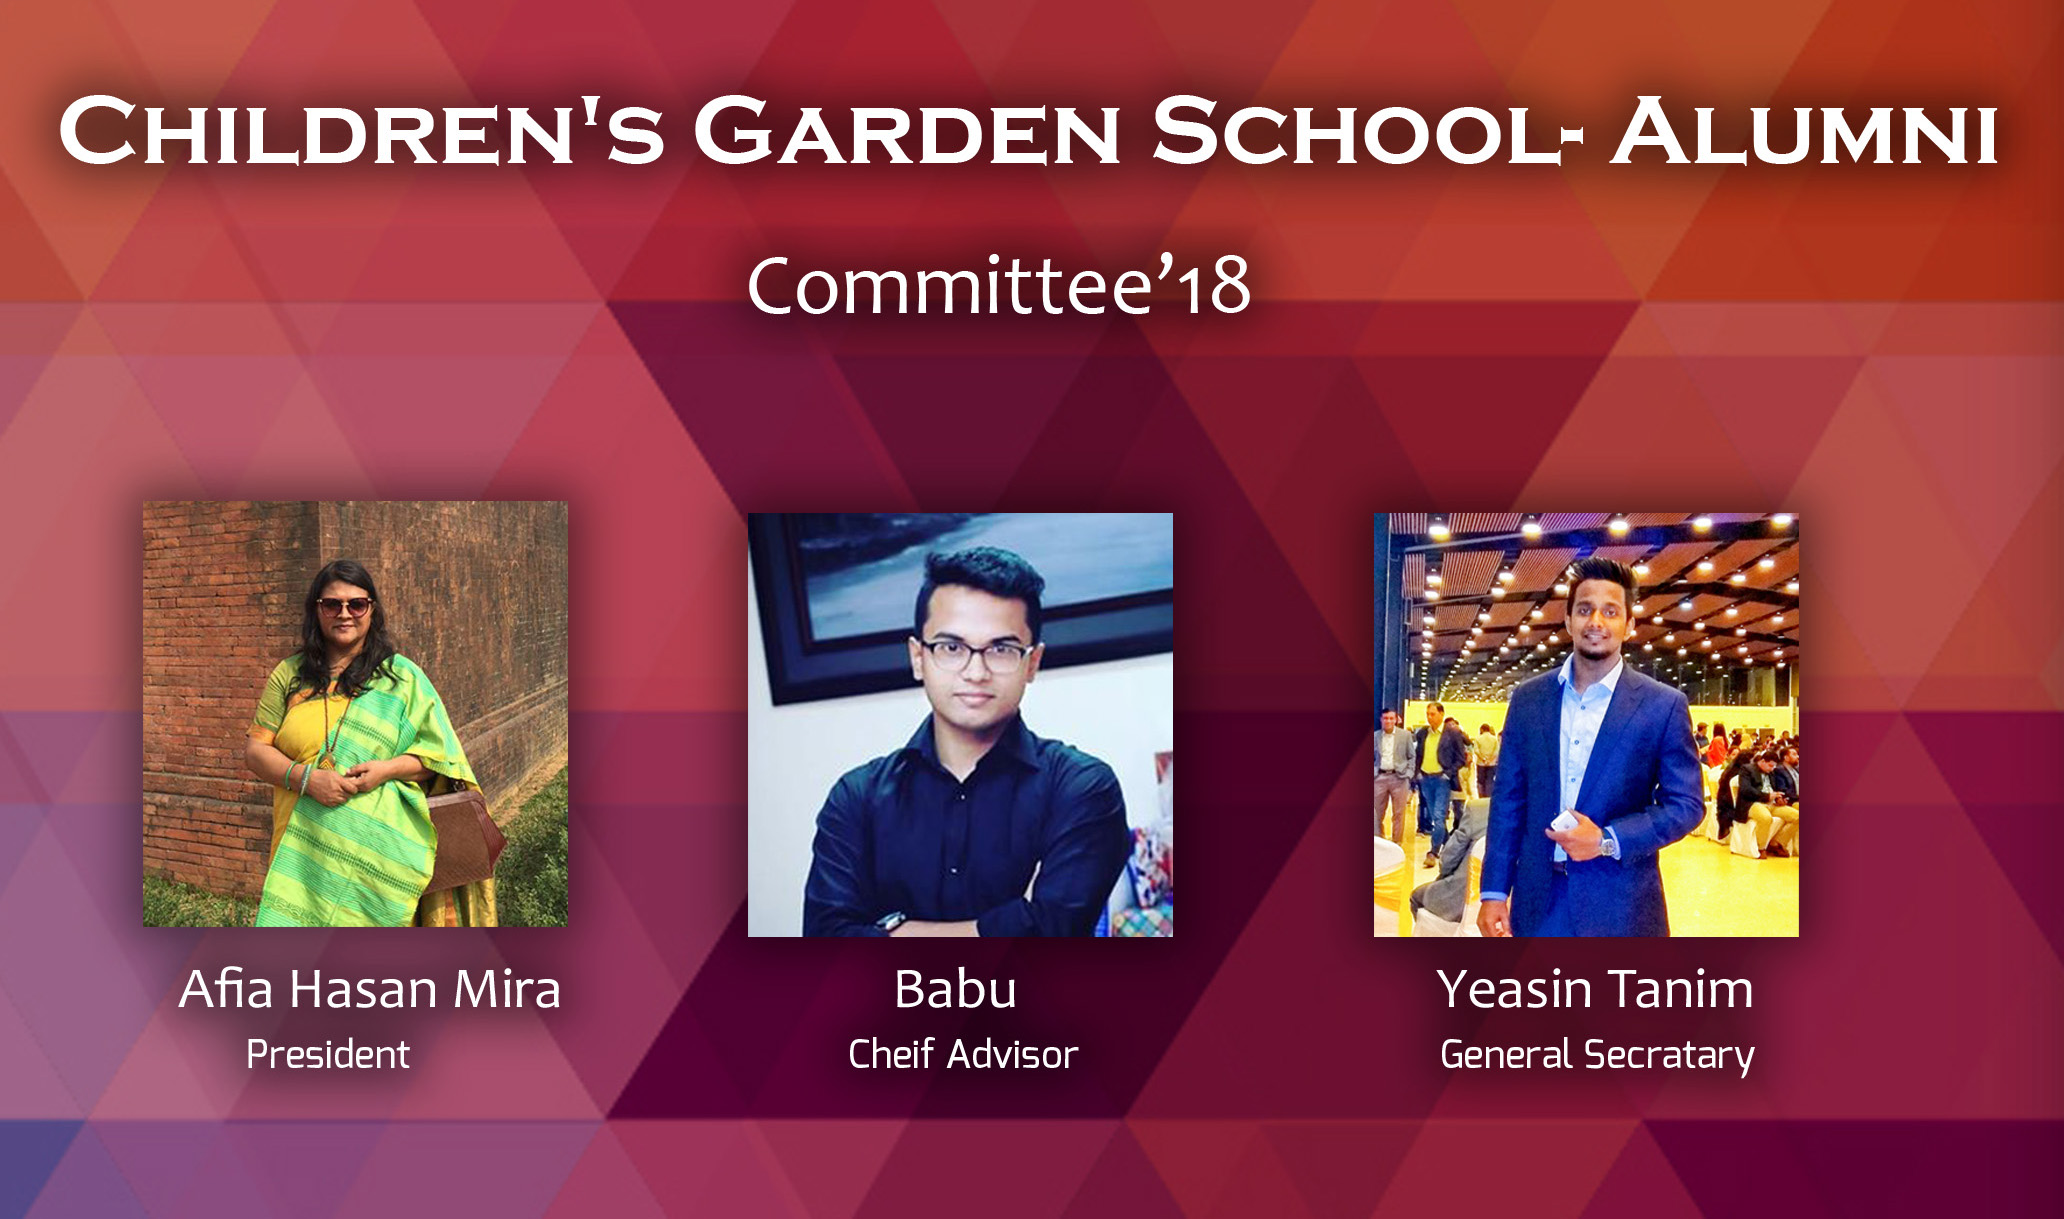 Children's Garden School- Alumni
Committee’18
Afia Hasan Mira
President
Babu
Cheif Advisor
Yeasin Tanim
General Secratary